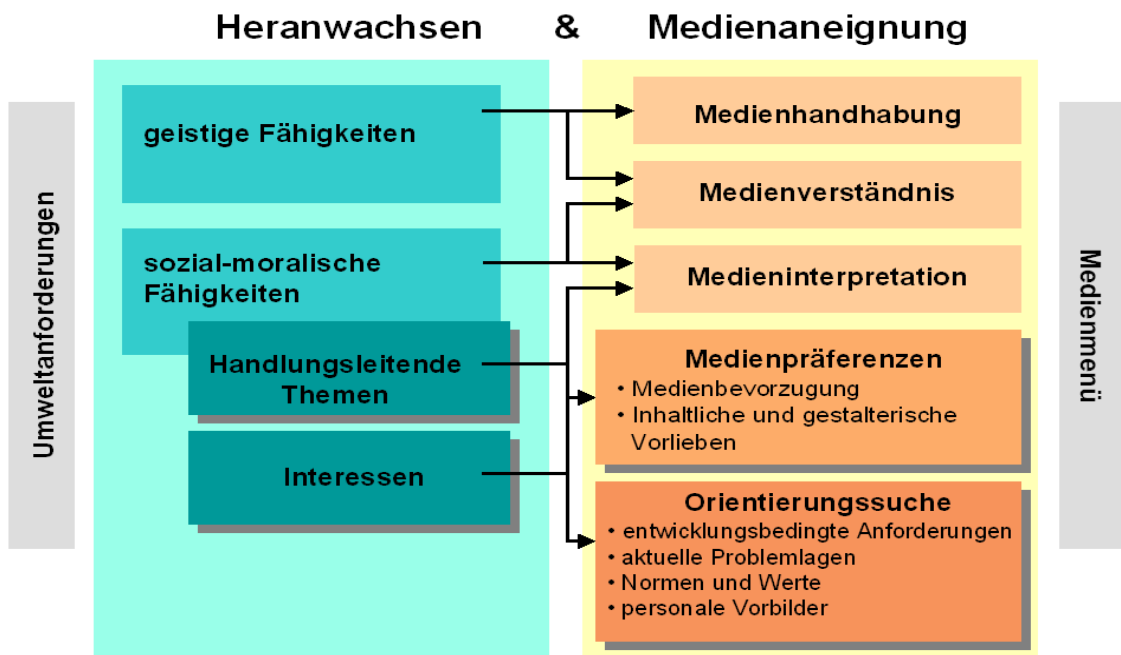 Heranwachsen & Medienaneignung
Umweltanforderungen
geistige Fähigkeiten
sozial-moralische
Fähigkeiten
Handlungsleitende
Themen
Interessen
Medienhandhabung
Medienverständnis
Medieninterpretation
Medienpräferenzen
• Medienbevorzugung
• Inhaltliche und gestalterische
Vorlieben
Orientierungssuche
• entwicklungsbedingte Anforderungen
• aktuelle Problemlagen
• Normen und Werte
• personale Vorbilder
Medienmenü